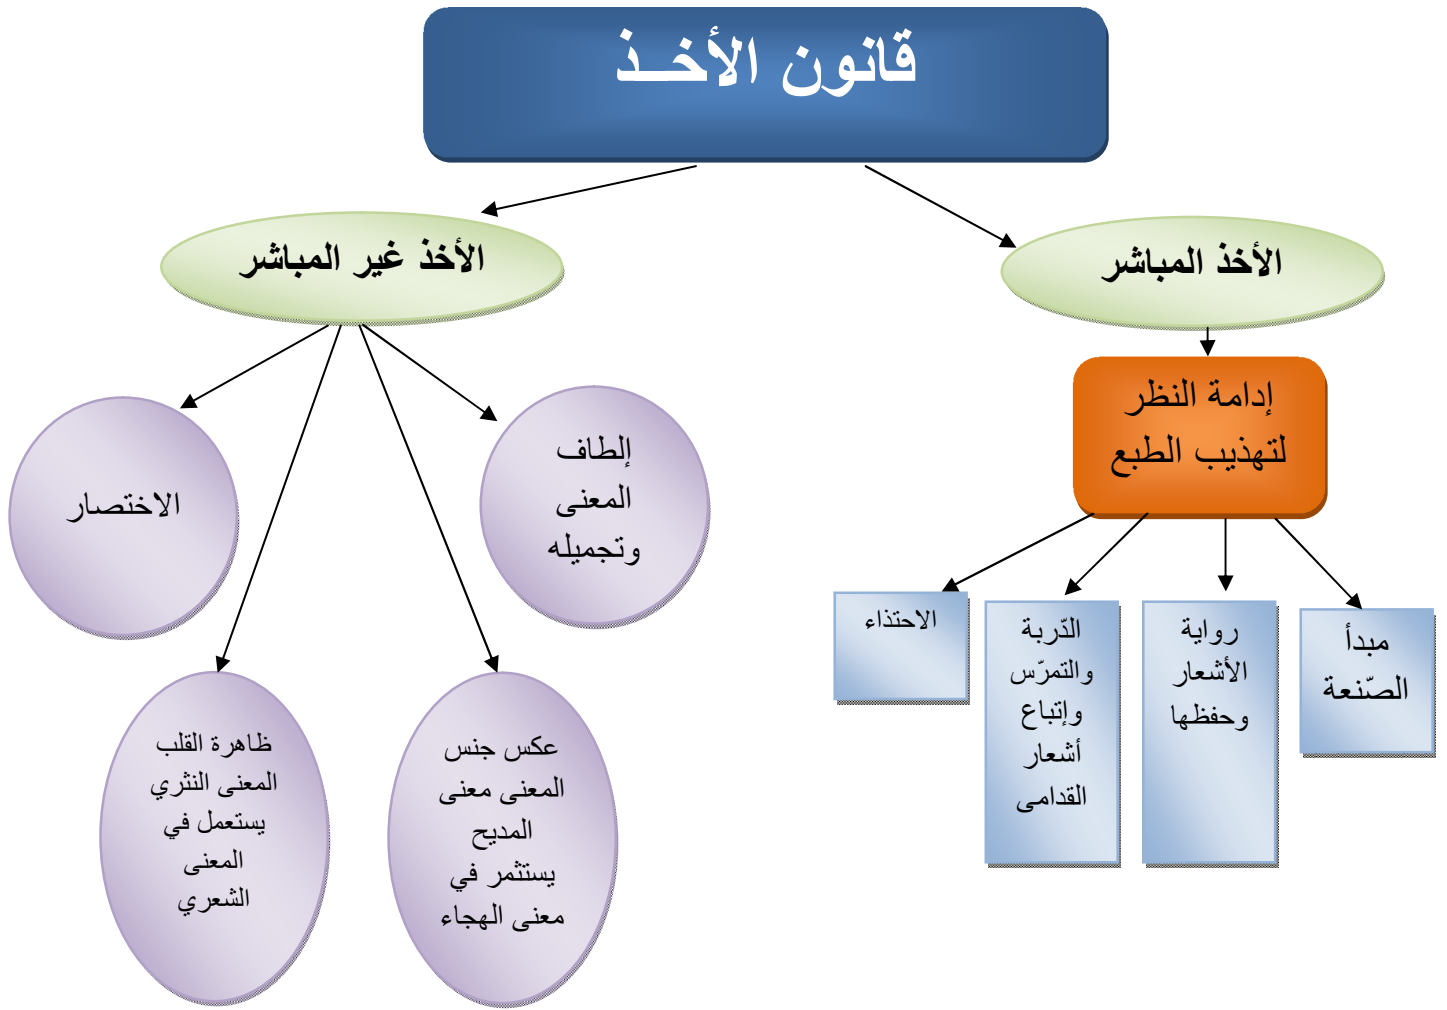 قانون الأخــذ
الأخذ المباشر
الأخذ غير المباشر
إدامة النظر
لتهذيب الطبع
مبدأ
الصّنعة
رواية
الأشعار
وحفظها
الدّربة
والتمرّس
وإتباع
أشعار
القدامى
الاحتذاء
إلطاف
المعنى
وتجميله
عكس جنس
المعنى معنى
المديح
يستثمر في
معنى الهجاء
ظاهرة القلب
المعنى النثري
يستعمل في
المعنى
الشعري
الاختصار